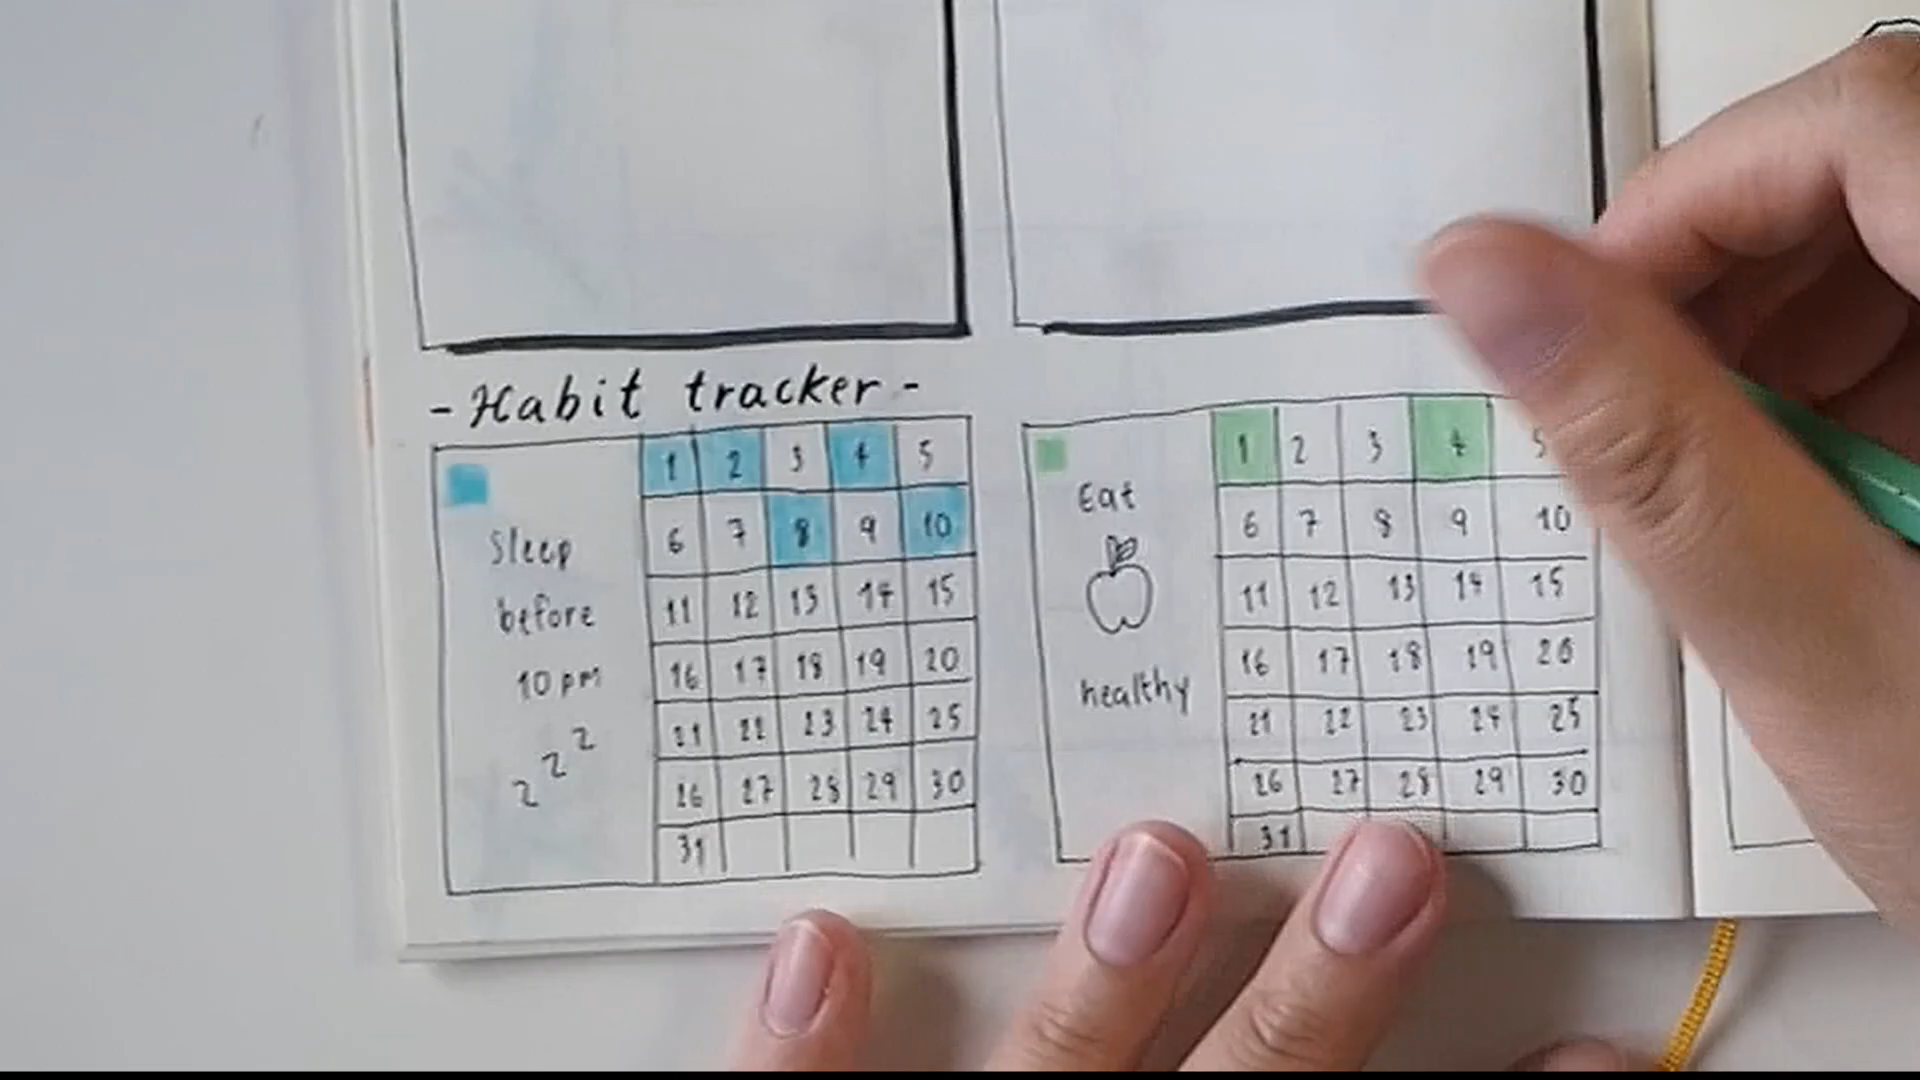 - Habit tracker -
Sleep
before
10 pm
z z z
1 2 3 4 5
6 7 8 9 10
11 12 13 14 15
16 17 18 19 20
21 22 23 24 25
26 27 28 29 30
31
Eat
healthy
1 2 3 4 5
6 7 8 9 10
11 12 13 14 15
16 17 18 19 20
21 22 23 24 25
26 27 28 29 30
31